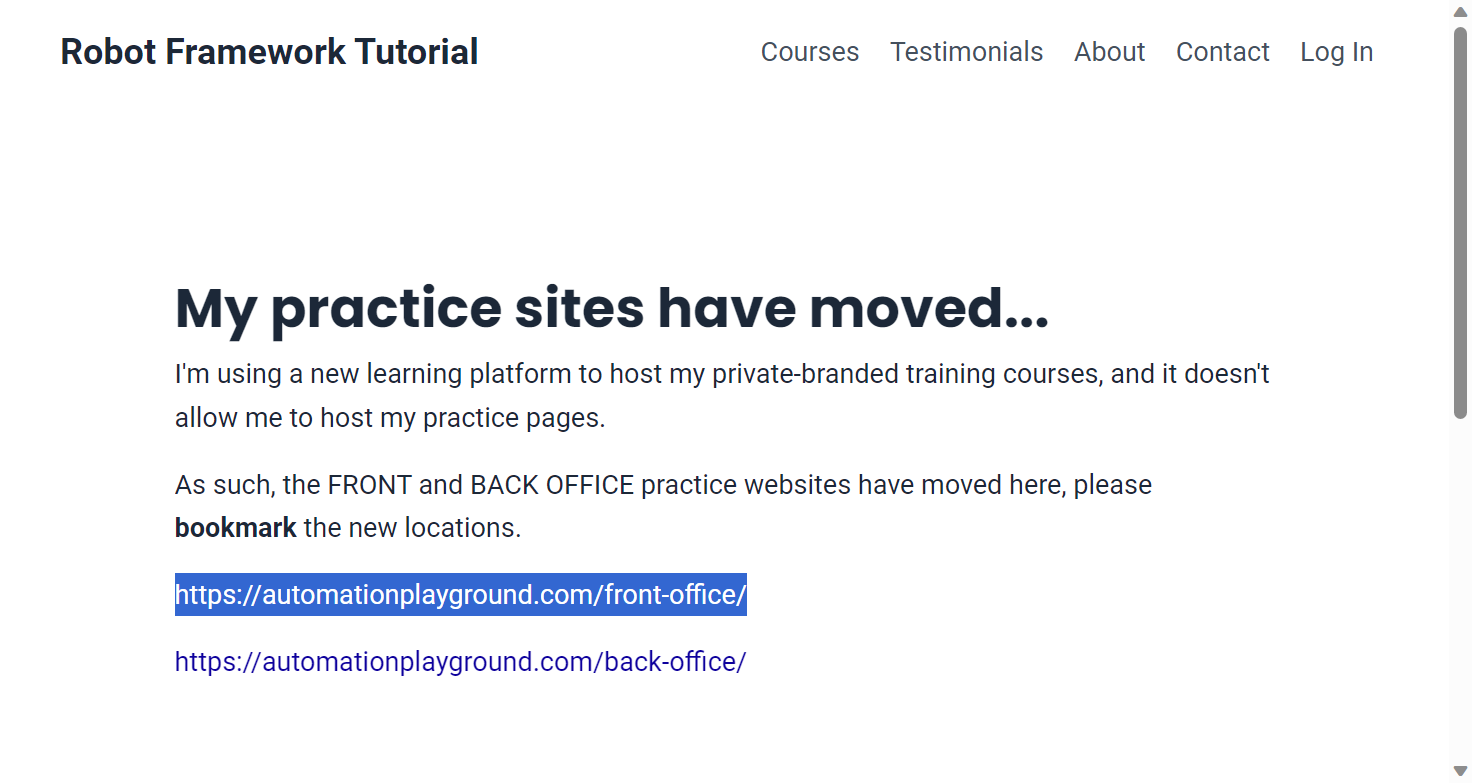 Robot Framework Tutorial
Courses Testimonials About Contact Log In
My practice sites have moved...
I'm using a new learning platform to host my private-branded training courses, and it doesn't
allow me to host my practice pages.
As such, the FRONT and BACK OFFICE practice websites have moved here, please
bookmark the new locations.
https://automationplayground.com/front-office/
https://automationplayground.com/back-office/